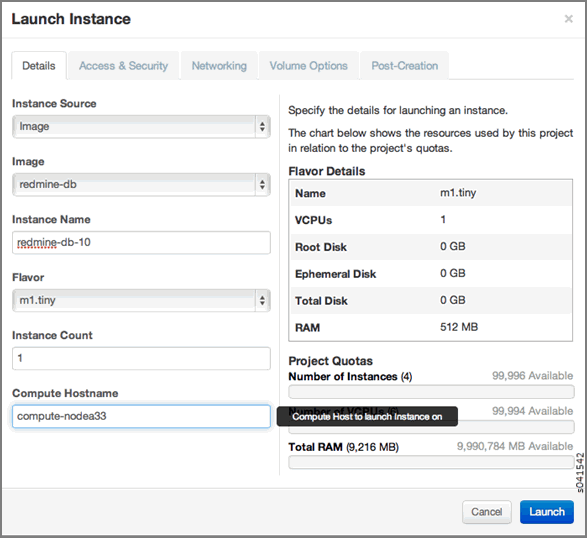 Launch Instance
×
Details
Access & Security
Networking
Volume Options
Post-Creation
Instance Source
Image
Image
redmine-db
Instance Name
redmine-db-10
Flavor
m1.tiny
Instance Count
1
Compute Hostname
compute-nodea33
Specify the details for launching an instance.
The chart below shows the resources used by this project
in relation to the project's quotas.
Flavor Details
Name m1.tiny
VCPUs 1
Root Disk 0 GB
Ephemeral Disk 0 GB
Total Disk 0 GB
RAM 512 MB
Project Quotas
Number of Instances (4) 99,996 Available
Compute Host to launch Instance on
99,994 Available
Total RAM (9,216 MB) 9,990,784 MB Available
s041542
Cancel
Launch